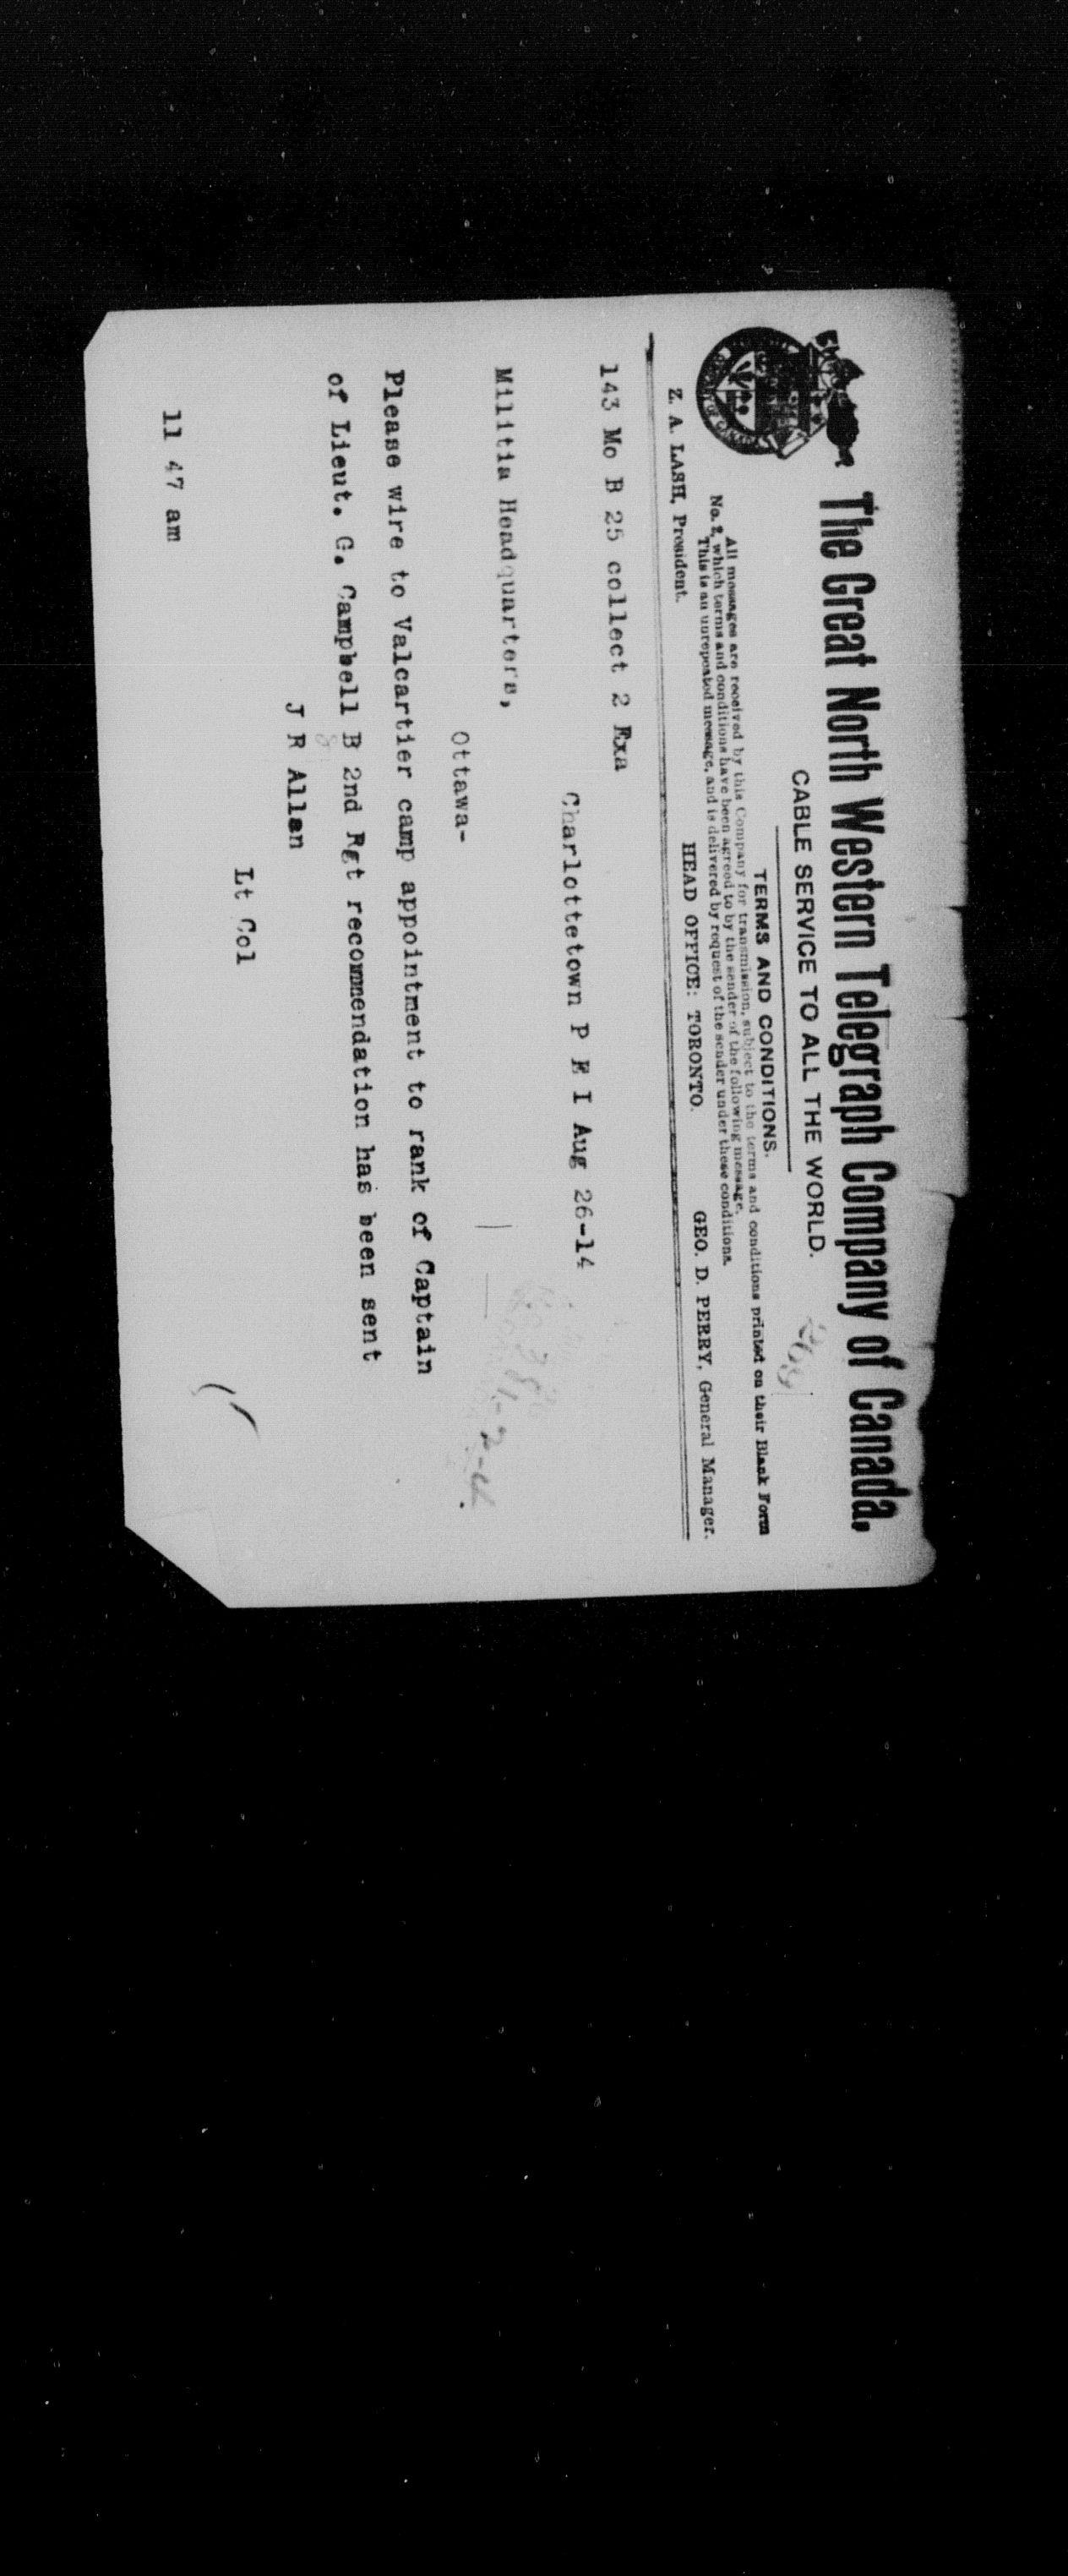 The Great North Western Telegraph Company of Canada.
CABLE SERVICE TO ALL THE WORLD.
TERMS AND CONDITIONS.
All messages are received by this Company for transmission, subject to the terms and conditions printed on their Blank Form
No. 2, which terms and conditions have been agreed to by the sender of the following message.
This is an unrepeated message, and is delivered by request of the sender under these conditions.
Z. A. LASH, President. HEAD OFFICE: TORONTO. GEO. D. PERRY, General Manager.
143 Mo B 25 collect 2 Exa
Charlottetown P E I Aug 26-14
Militia Headquarters,
Ottawa-
Please wire to Valcartier camp appointment to rank of Captain
of Lieut. G. Campbell B 2nd Rgt recommendation has been sent
J R Allen
Lt Col
11 47 am